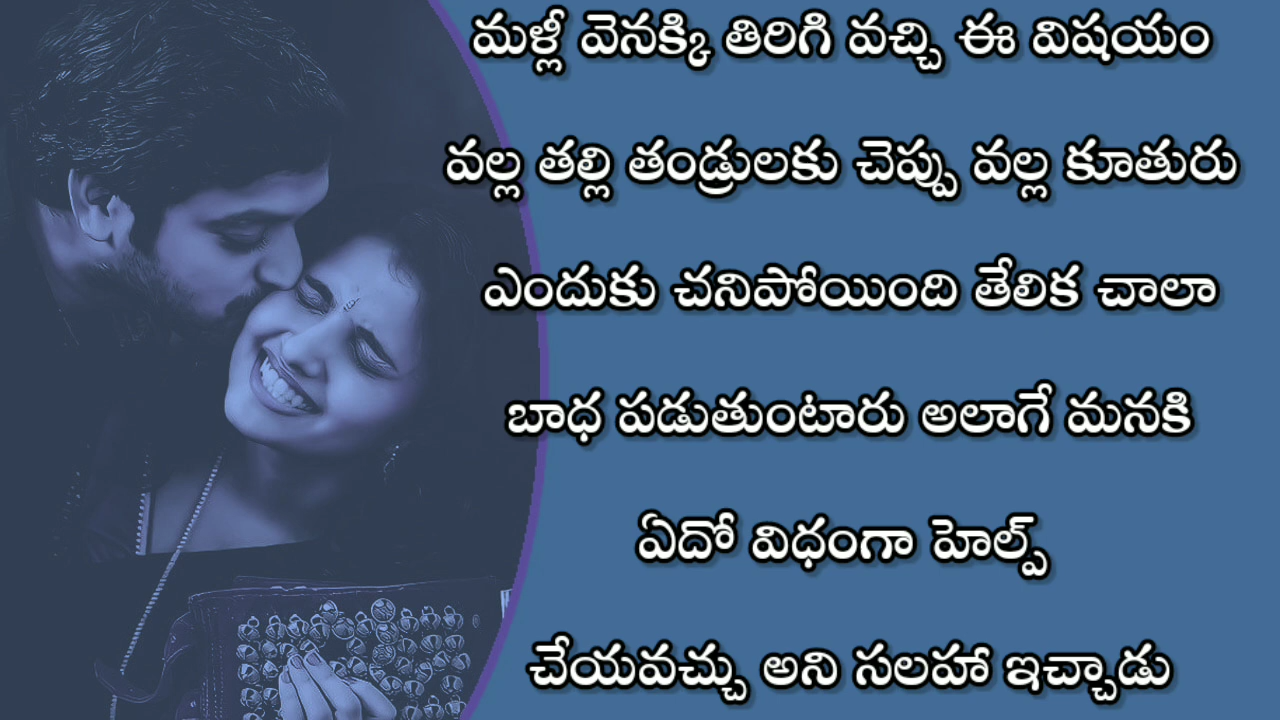 మళ్లీ వెనక్కి తిరిగి వచ్చి ఈ విషయం
వల్ల తల్లి తండ్రులకు చెప్పు వల్ల కూతురు
ఎందుకు చనిపోయింది తేలిక చాలా
బాధ పడుతుంటారు అలాగే మనకి
ఏదో విధంగా హెల్ప్
చేయవచ్చు అని సలహా ఇచ్చాడు